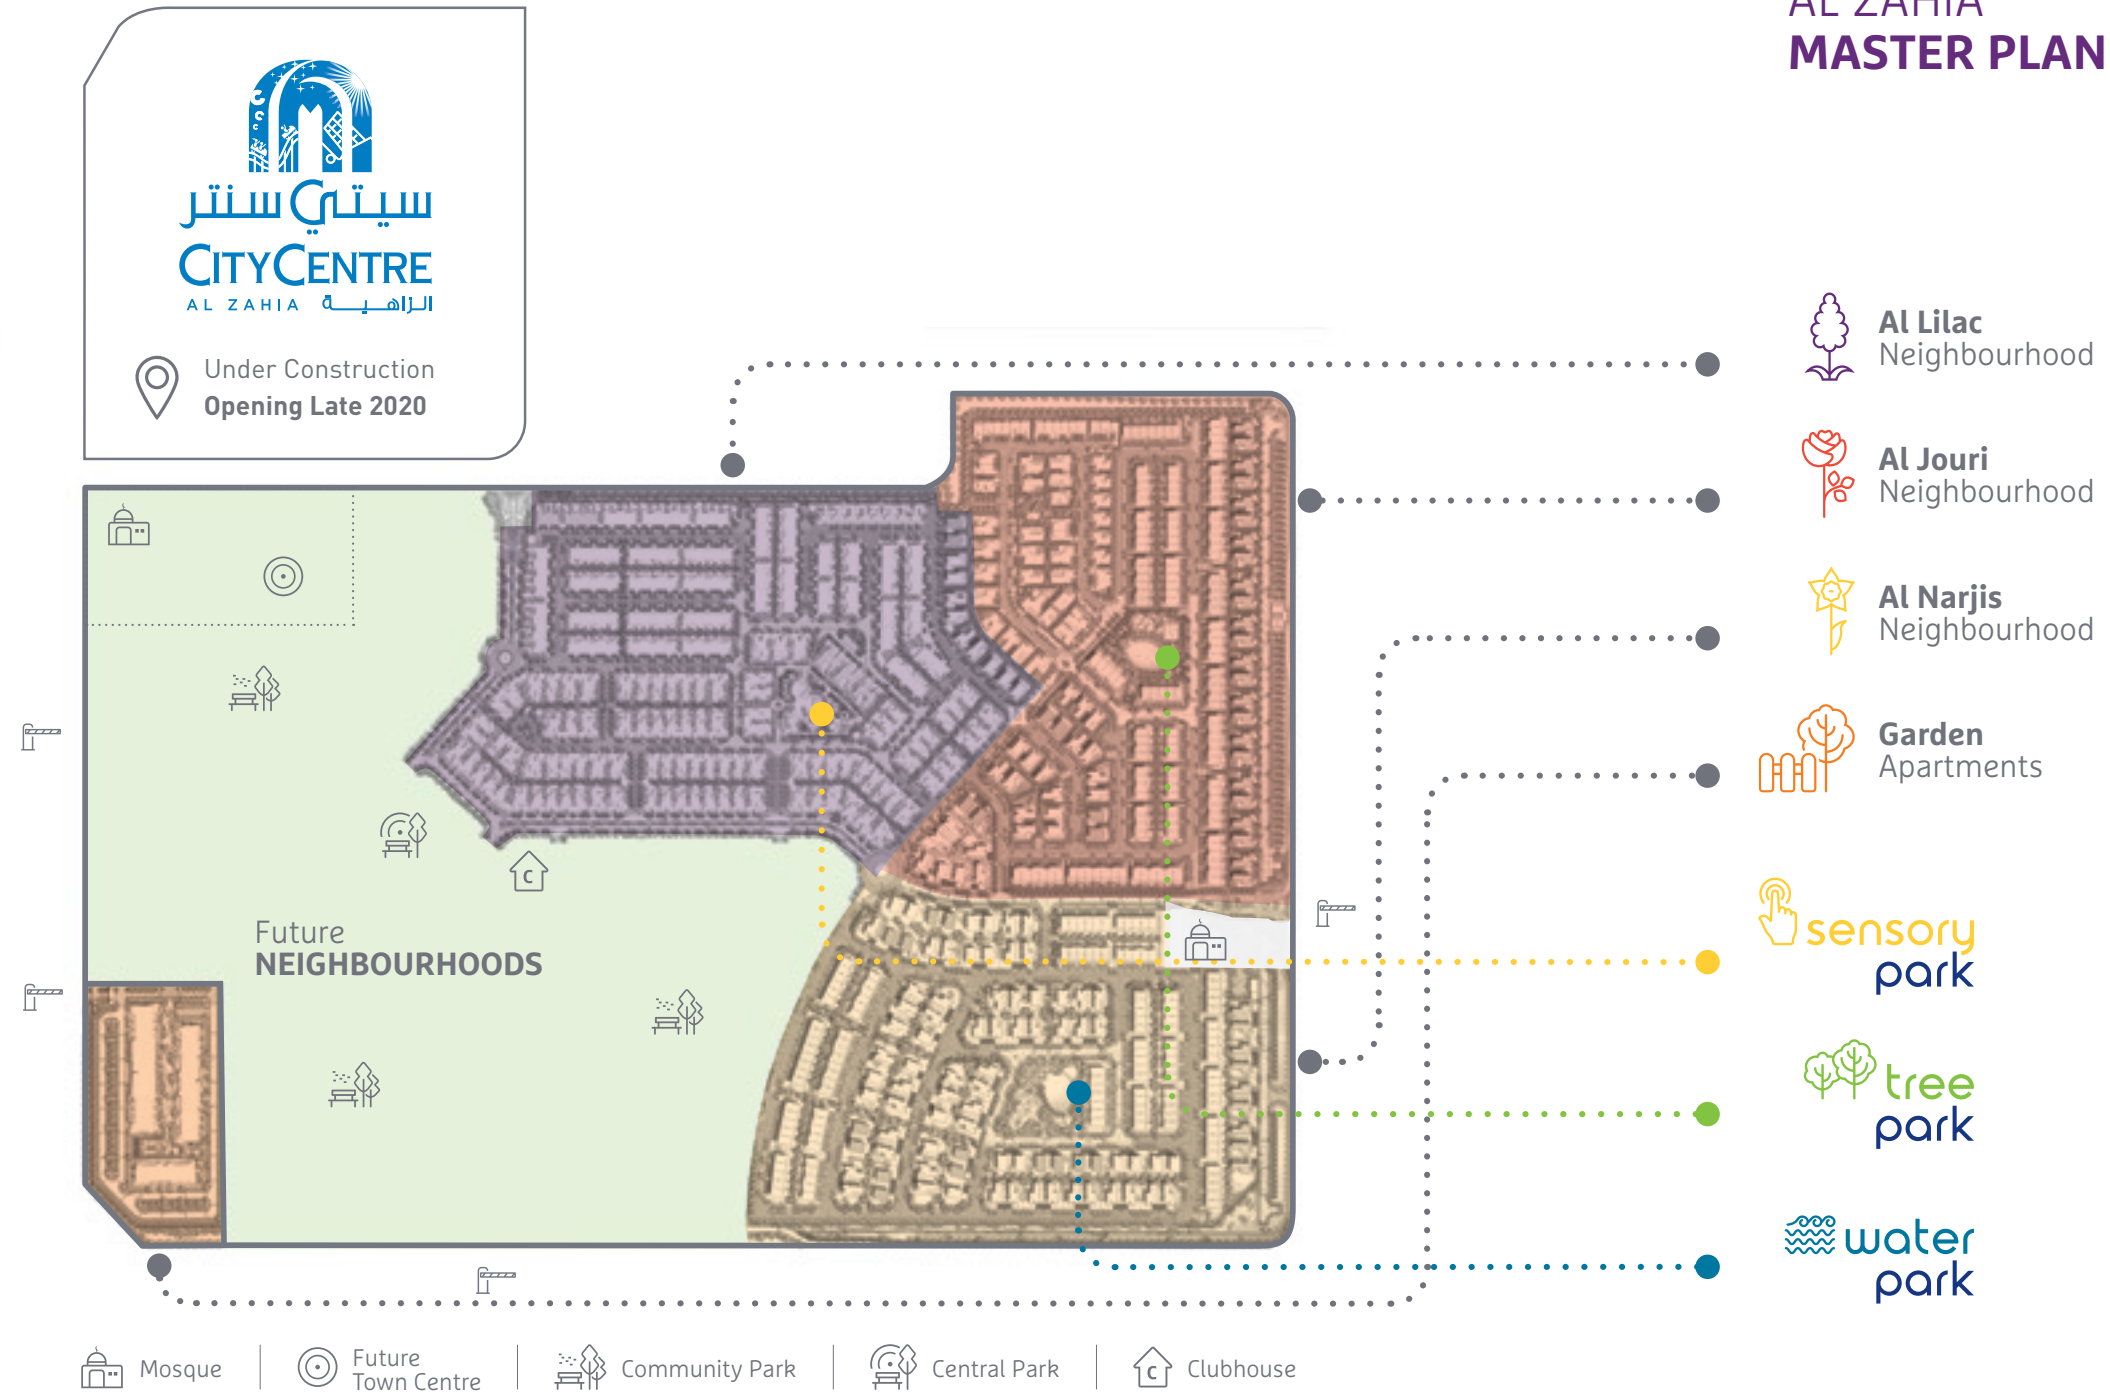 AL ZAHIA
MASTER PLAN
سيتي سنتر
CITY CENTRE
AL ZAHIA الزاهية
Under Construction
Opening Late 2020
Al Lilac
Neighbourhood
Al Jouri
Neighbourhood
Al Narjis
Neighbourhood
Garden
Apartments
sensory
park
tree
park
water
park
C
Future
NEIGHBOURHOODS
Mosque
Future
Town Centre
Community Park
Central Park
C
Clubhouse